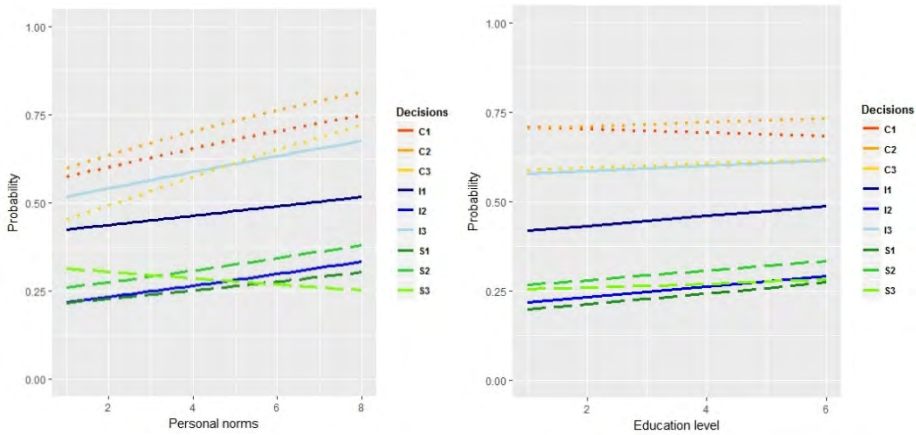 1.00
0.75
0.50
0.25
0.00
Probability
2
4
6
8
Personal norms
Decisions
C1
C2
C3
I1
I2
I3
S1
S2
S3
1.00
0.75
0.50
0.25
0.00
Probability
2
4
6
Education level
Decisions
C1
C2
C3
I1
I2
I3
S1
S2
S3